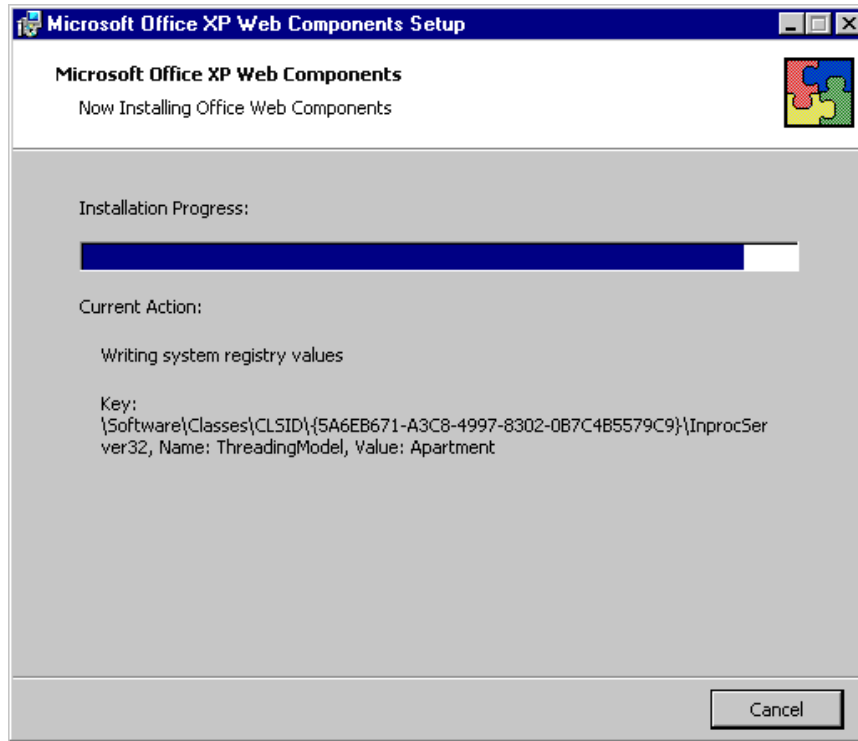 Microsoft Office XP Web Components Setup
Microsoft Office XP Web Components
Now Installing Office Web Components
Installation Progress:
Current Action:
Writing system registry values
Key:
\Software\Classes\CLSID\{5A6EB671-A3C8-4997-8302-0B7C4B5579C9}\InprocSer
ver32, Name: ThreadingModel, Value: Apartment
Cancel